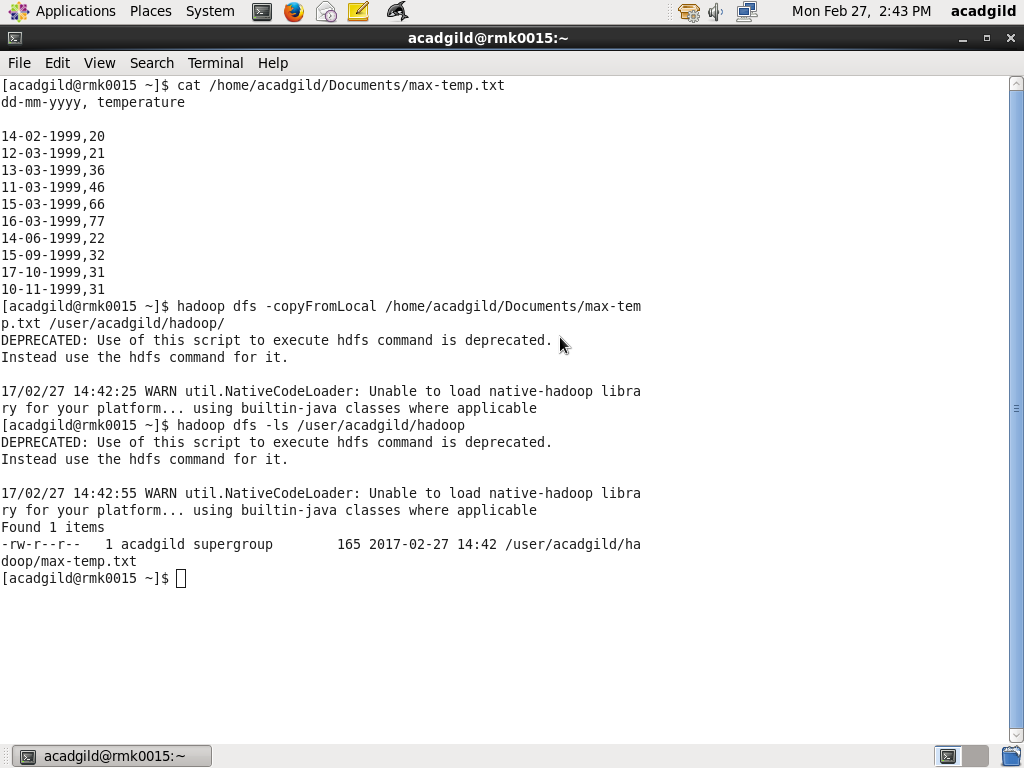 Applications Places System Mon Feb 27, 2:43 PM acadgild
acadgild@rmk0015:~
File Edit View Search Terminal Help
[acadgild@rmk0015 ~]$ cat /home/acadgild/Documents/max-temp.txt
dd-mm-yyyy, temperature
14-02-1999,20
12-03-1999,21
13-03-1999,36
11-03-1999,46
15-03-1999,66
16-03-1999,77
14-06-1999,22
15-09-1999,32
17-10-1999,31
10-11-1999,31
[acadgild@rmk0015 ~]$ hadoop dfs -copyFromLocal /home/acadgild/Documents/max-tem
p.txt /user/acadgild/hadoop/
DEPRECATED: Use of this script to execute hdfs command is deprecated.
Instead use the hdfs command for it.
17/02/27 14:42:25 WARN util.NativeCodeLoader: Unable to load native-hadoop libra
ry for your platform... using builtin-java classes where applicable
[acadgild@rmk0015 ~]$ hadoop dfs -ls /user/acadgild/hadoop
DEPRECATED: Use of this script to execute hdfs command is deprecated.
Instead use the hdfs command for it.
17/02/27 14:42:55 WARN util.NativeCodeLoader: Unable to load native-hadoop libra
ry for your platform... using builtin-java classes where applicable
Found 1 items
-rw-r--r--   1 acadgild supergroup        165 2017-02-27 14:42 /user/acadgild/ha
doop/max-temp.txt
[acadgild@rmk0015 ~]$
acadgild@rmk0015:~